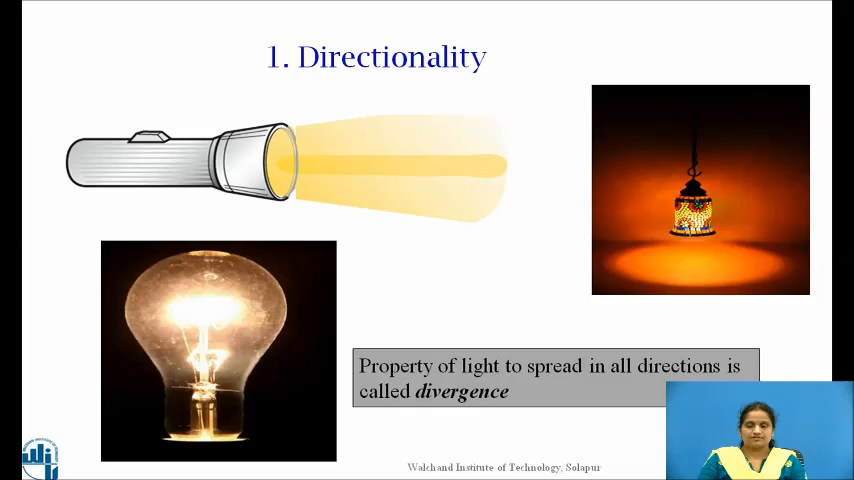 1. Directionality
Property of light to spread in all directions is
called divergence
Walchand Institute of Technology, Solapur